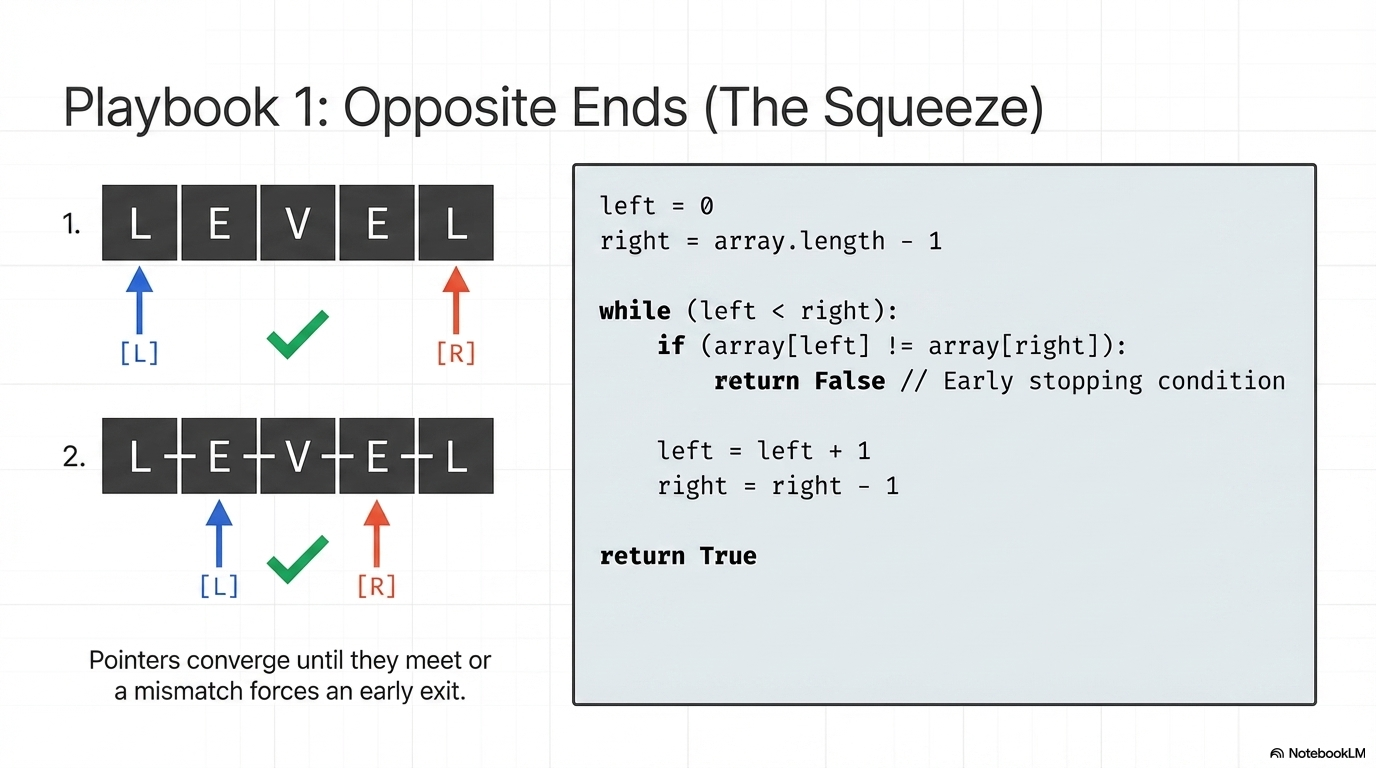 Playbook 1: Opposite Ends (The Squeeze)
1. L E V E L
[L] [R]
2. L E V E L
[L] [R]
Pointers converge until they meet or
a mismatch forces an early exit.
left = 0
right = array.length - 1
while (left < right):
    if (array[left] != array[right]):
        return False // Early stopping condition
    left = left + 1
    right = right - 1
return True
NotebookLM